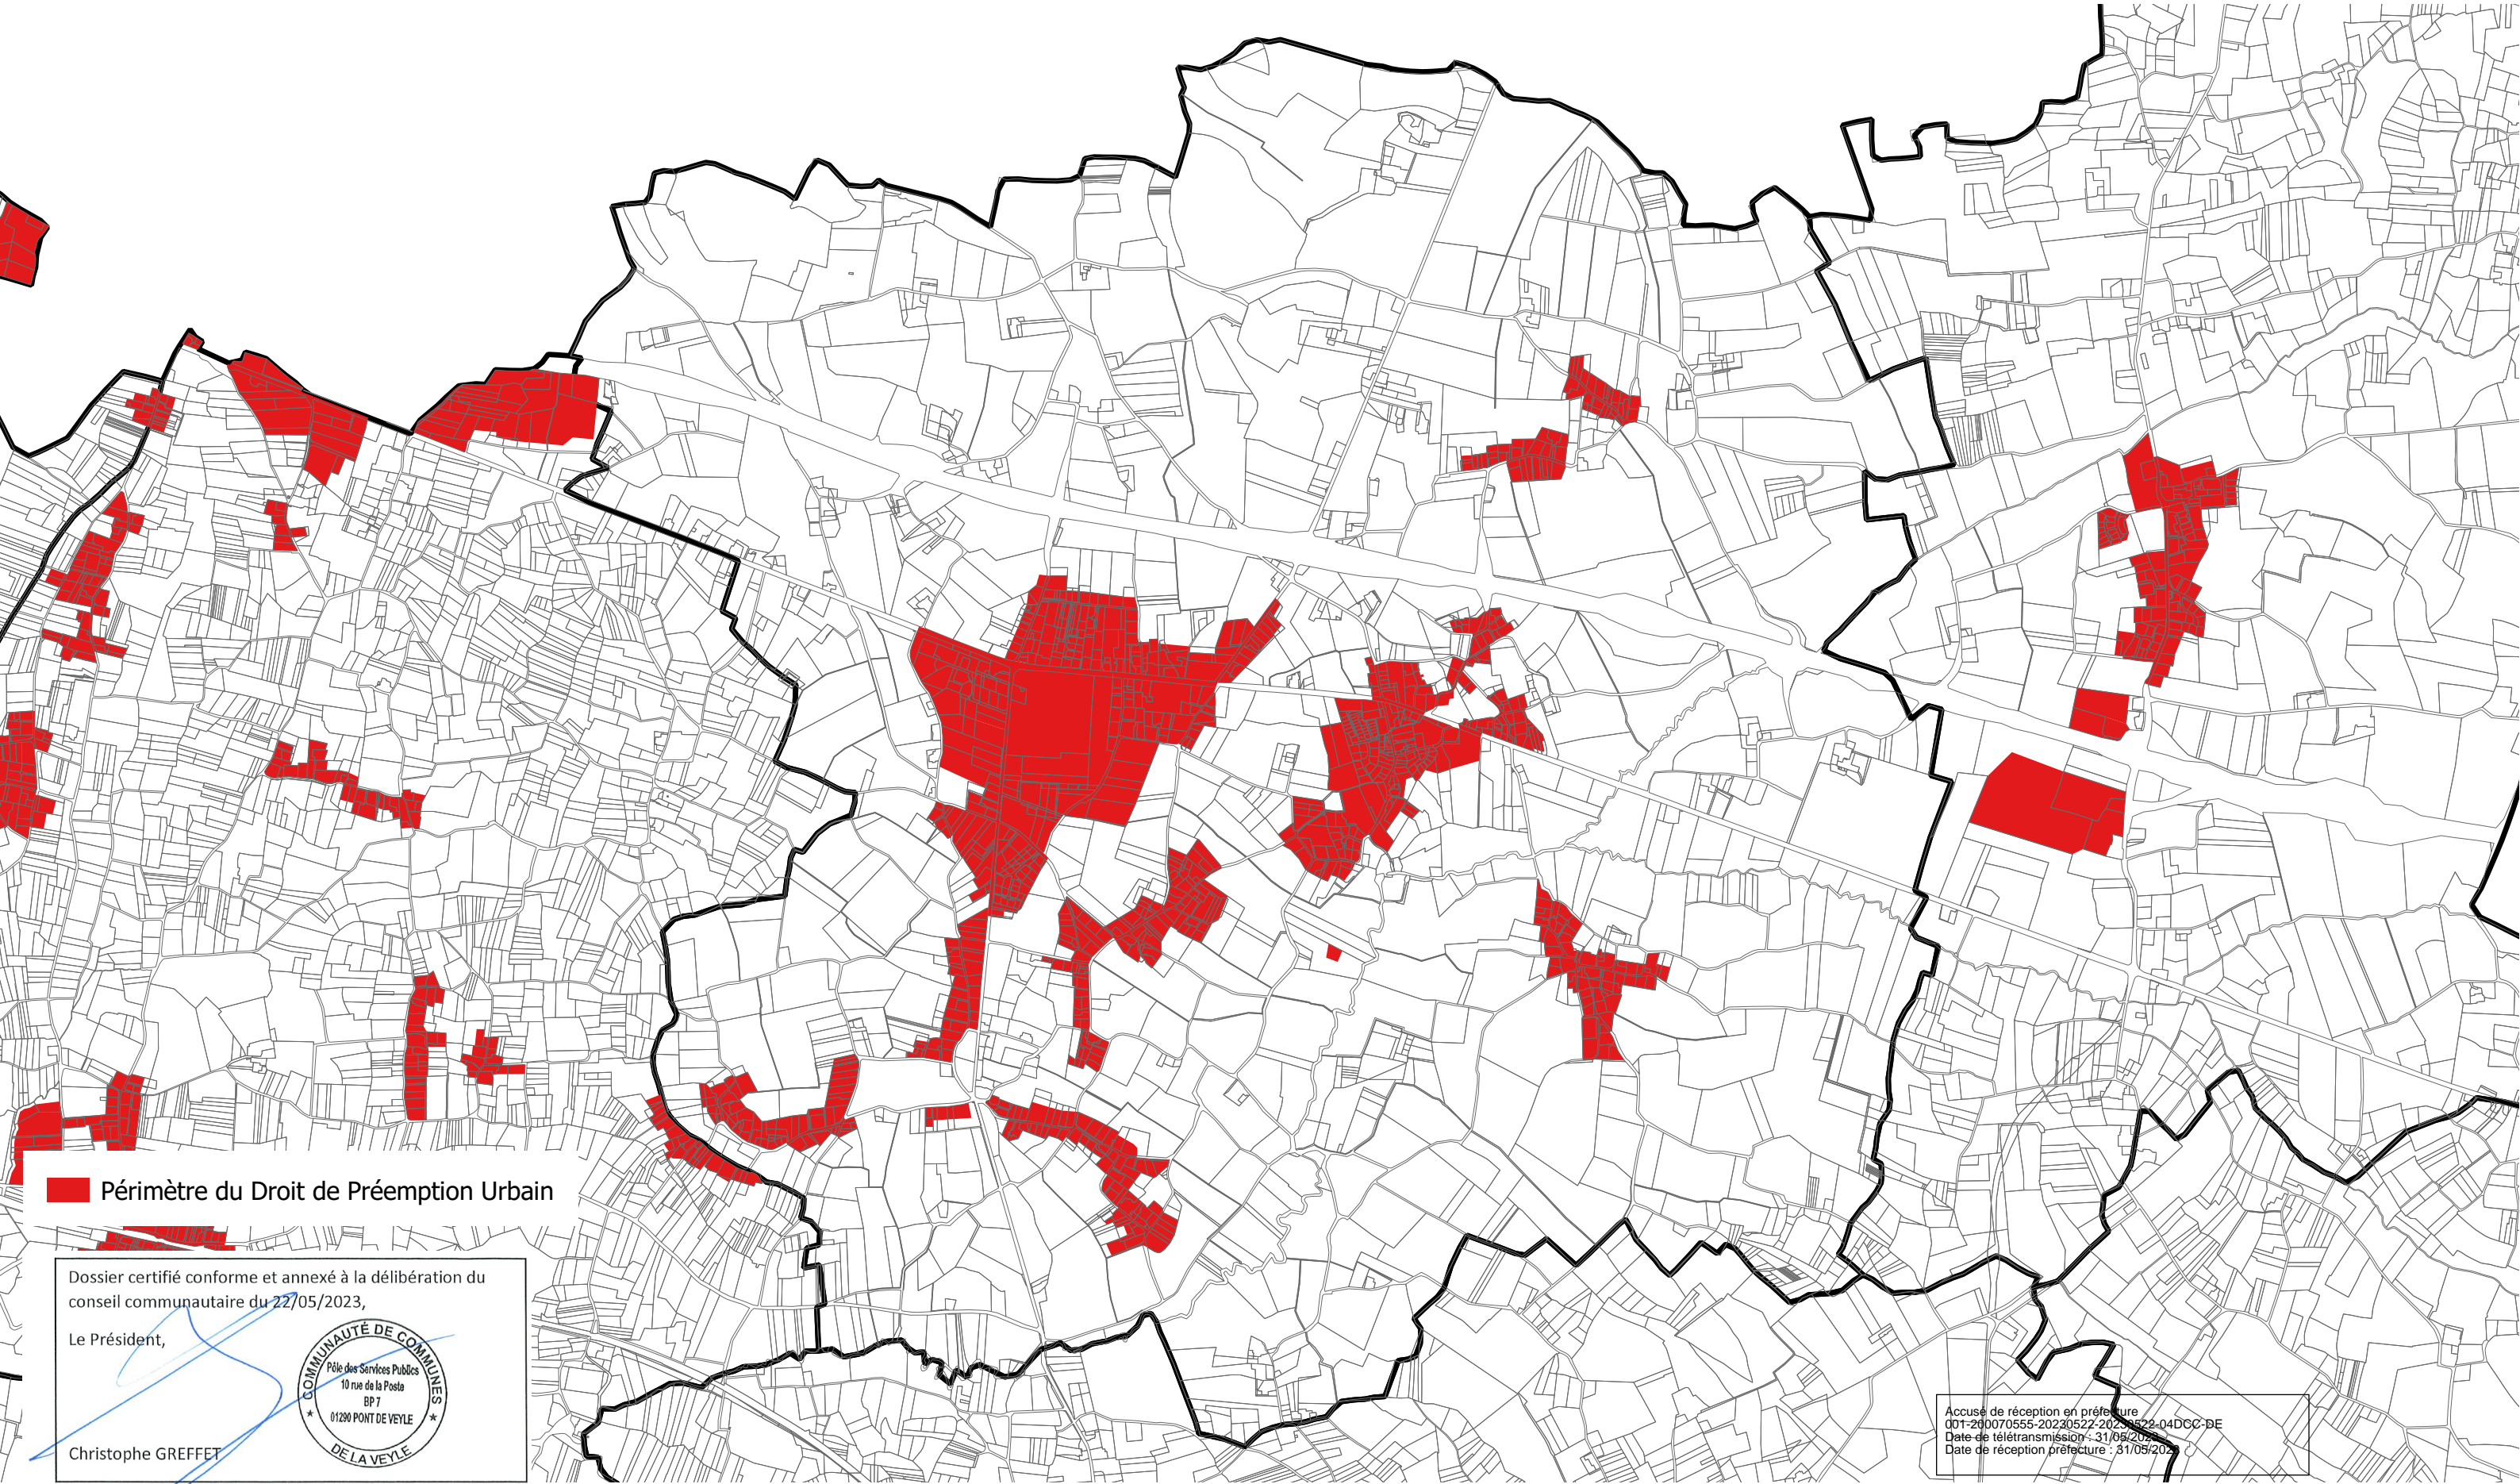 Périmètre du Droit de Préemption Urbain
Dossier certifié conforme et annexé à la délibération du
conseil communautaire du 22/05/2023,
Le Président,
COMMUNAUTÉ DE COMMUNES
Pôle des Services Publics
10 rue de la Poste
BP 7
01290 PONT DE VEYLE
DE LA VEYLE
Christophe GREFFET
Accusé de réception en préfecture
001-200070555-20230522-20230522-04DCC-DE
Date de télétransmission : 31/05/2023
Date de réception préfecture : 31/05/2023